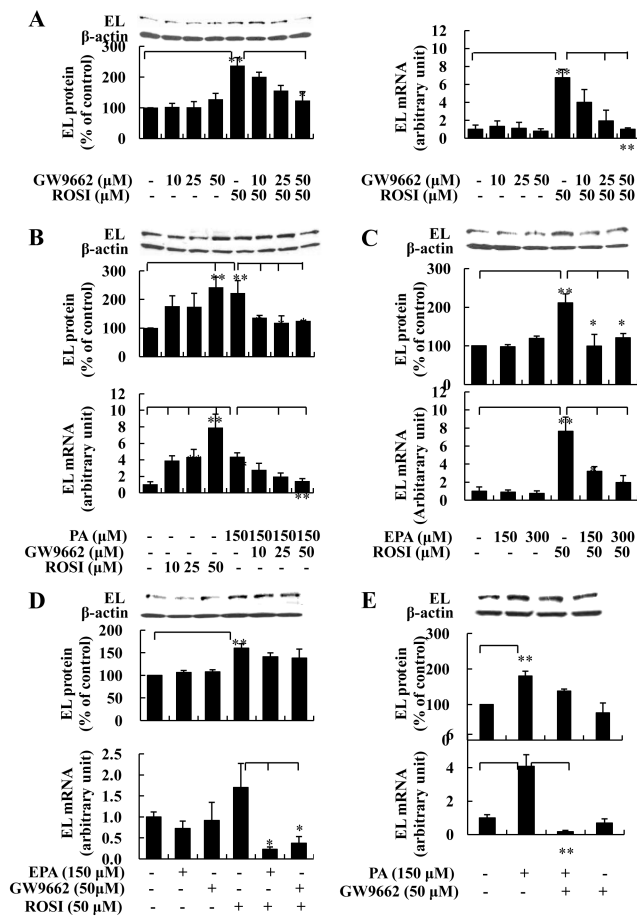 A
EL
β-actin
EL protein
(% of control)
300
200
100
0
**
*
GW9662 (μM) - 10 25 50 - 10 25 50
ROSI (μM) - - - - 50 50 50 50
EL mRNA
(arbitrary unit)
10
8
6
4
2
0
**
**
GW9662 (μM) - 10 25 50 - 10 25 50
ROSI (μM) - - - - 50 50 50 50
B
EL
β-actin
EL protein
(% of control)
300
200
100
0
** **
EL mRNA
(arbitrary unit)
12
10
8
6
4
2
0
**
**
PA (μM) - - - - 150 150 150 150
GW9662 (μM) - - - - - 10 25 50
ROSI (μM) - 10 25 50 - - - -
C
EL
β-actin
EL protein
(% of control)
300
200
100
0
**
*
*
EL mRNA
(Arbitarary unit)
10
8
6
4
2
0
**
EPA (μM) - 150 300 - 150 300
ROSI (μM) - - - 50 50 50
D
EL
β-actin
EL protein
(% of control)
200
150
100
50
0
**
EL mRNA
(arbitrary unit)
2.5
2.0
1.5
1.0
0.5
0.0
*
*
EPA (150 μM) - + - - + -
GW9662 (50μM) - - + - - +
ROSI (50 μM) - - - + + +
E
EL
β-actin
EL protein
(% of control)
300
200
100
0
**
EL mRNA
(arbitrary unit)
6
4
2
0
**
PA (150 μM) - + + -
GW9662 (50 μM) - - + +